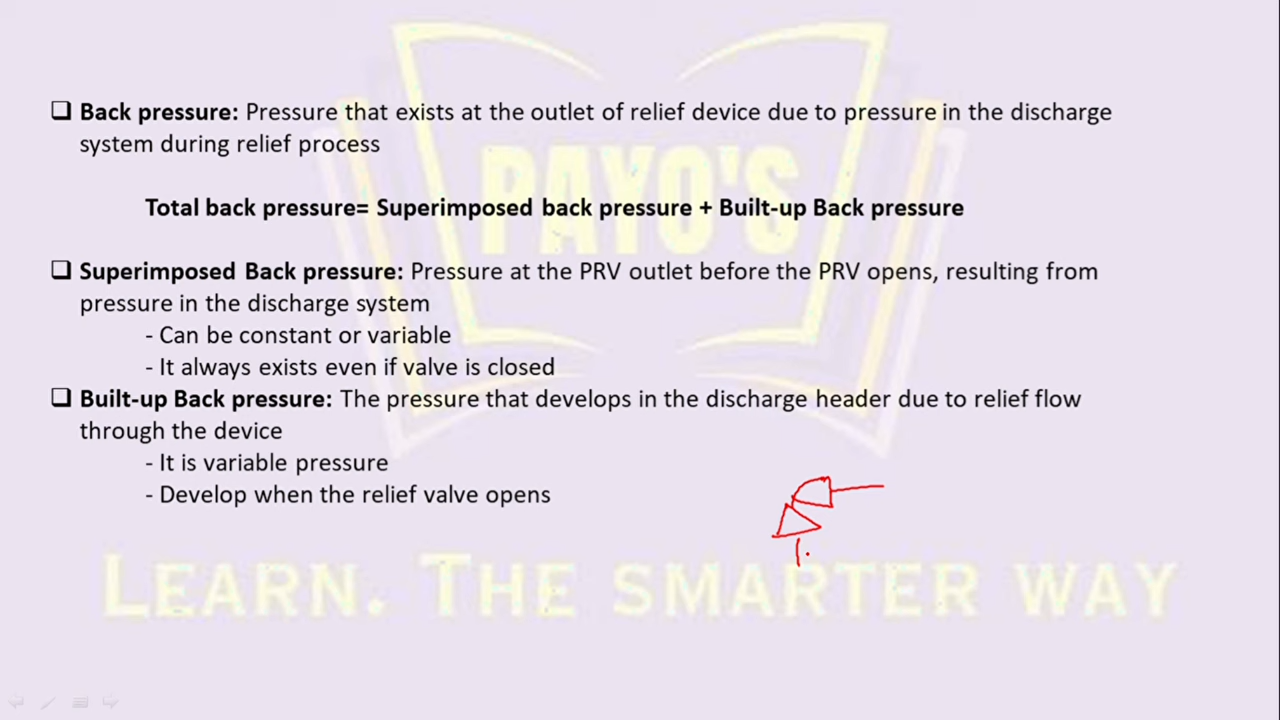 ❑ Back pressure: Pressure that exists at the outlet of relief device due to pressure in the discharge
system during relief process
Total back pressure= Superimposed back pressure + Built-up Back pressure
❑ Superimposed Back pressure: Pressure at the PRV outlet before the PRV opens, resulting from
pressure in the discharge system
- Can be constant or variable
- It always exists even if valve is closed
❑ Built-up Back pressure: The pressure that develops in the discharge header due to relief flow
through the device
- It is variable pressure
- Develop when the relief valve opens
PAYO'S
LEARN. THE SMARTER WAY